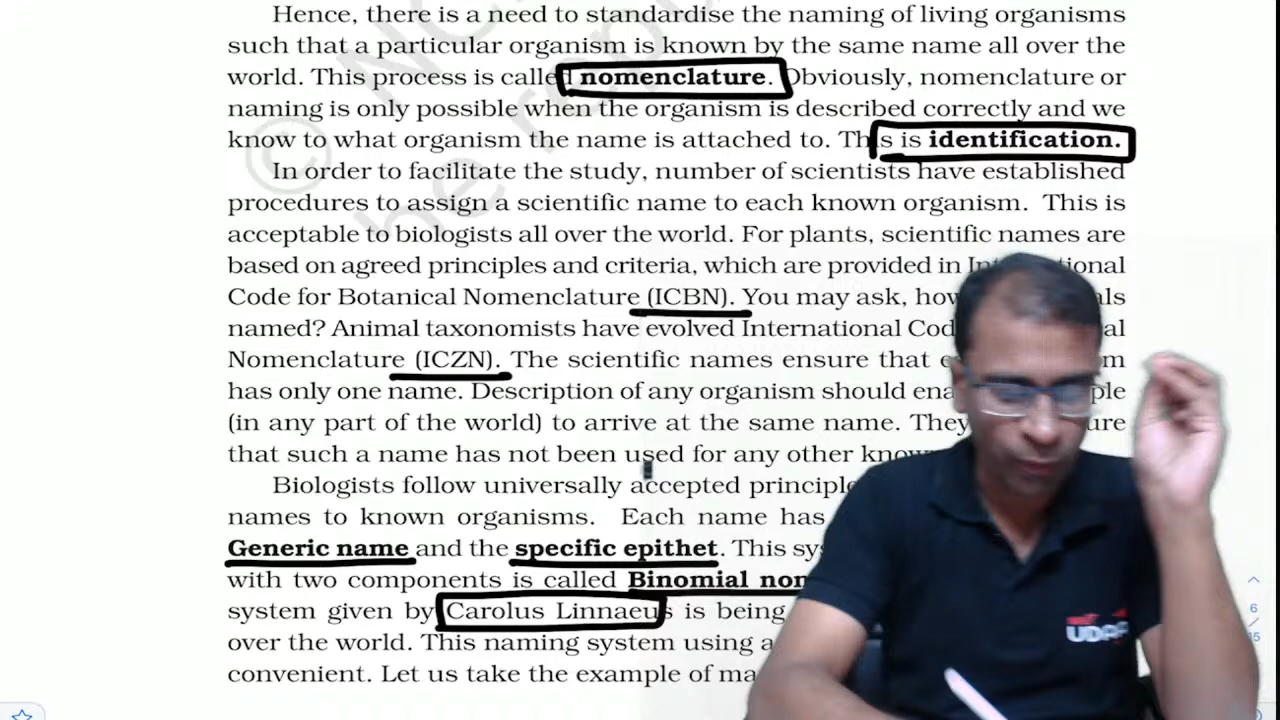 Hence, there is a need to standardise the naming of living organisms
such that a particular organism is known by the same name all over the
world. This process is called nomenclature. Obviously, nomenclature or
naming is only possible when the organism is described correctly and we
know to what organism the name is attached to. This is identification.
In order to facilitate the study, number of scientists have established
procedures to assign a scientific name to each known organism. This is
acceptable to biologists all over the world. For plants, scientific names are
based on agreed principles and criteria, which are provided in
Code for Botanical Nomenclature (ICBN). You may ask,
named? Animal taxonomists have evolved International
Nomenclature (ICZN). The scientific names ensure that
has only one name. Description of any organism should
(in any part of the world) to arrive at the same name. They
that such a name has not been used for any other
Biologists follow universally accepted
names to known organisms. Each name has
Generic name and the specific epithet. This
with two components is called Binomial
system given by Carolus Linnaeus is being
over the world. This naming system using a
convenient. Let us take the example of
6
15